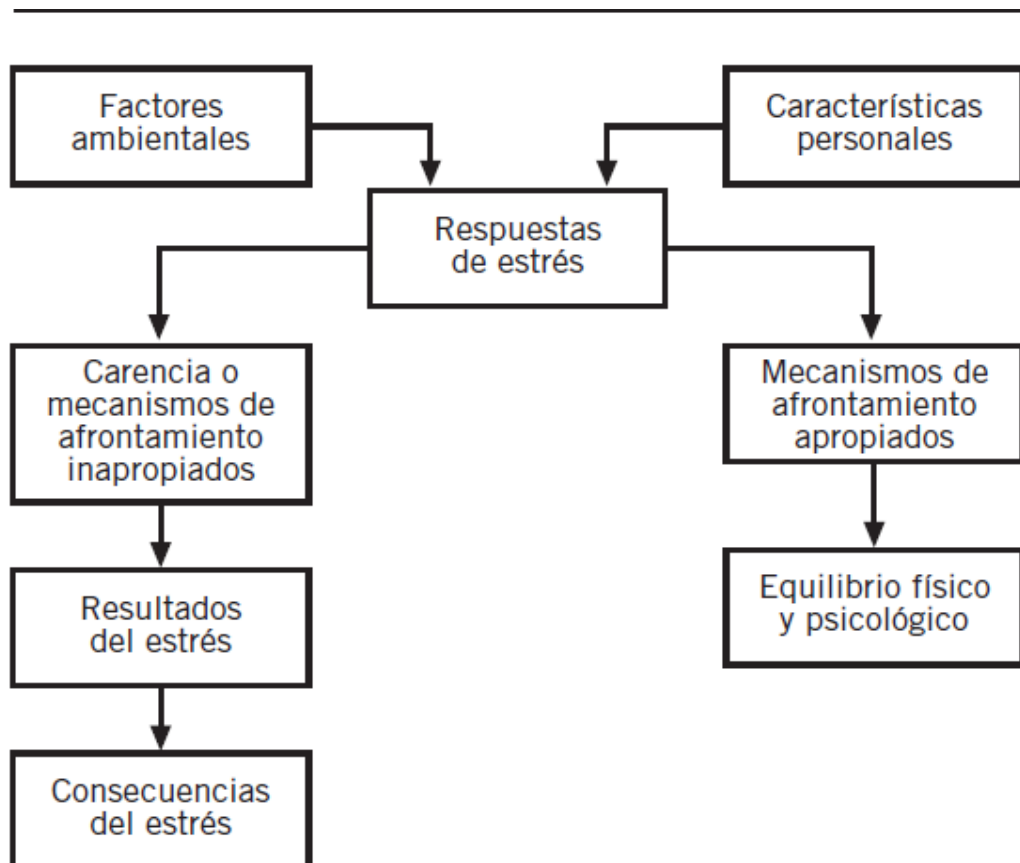 Factores
ambientales
Características
personales
Respuestas
de estrés
Carencia o
mecanismos de
afrontamiento
inapropiados
Mecanismos de
afrontamiento
apropiados
Resultados
del estrés
Equilibrio físico
y psicológico
Consecuencias
del estrés